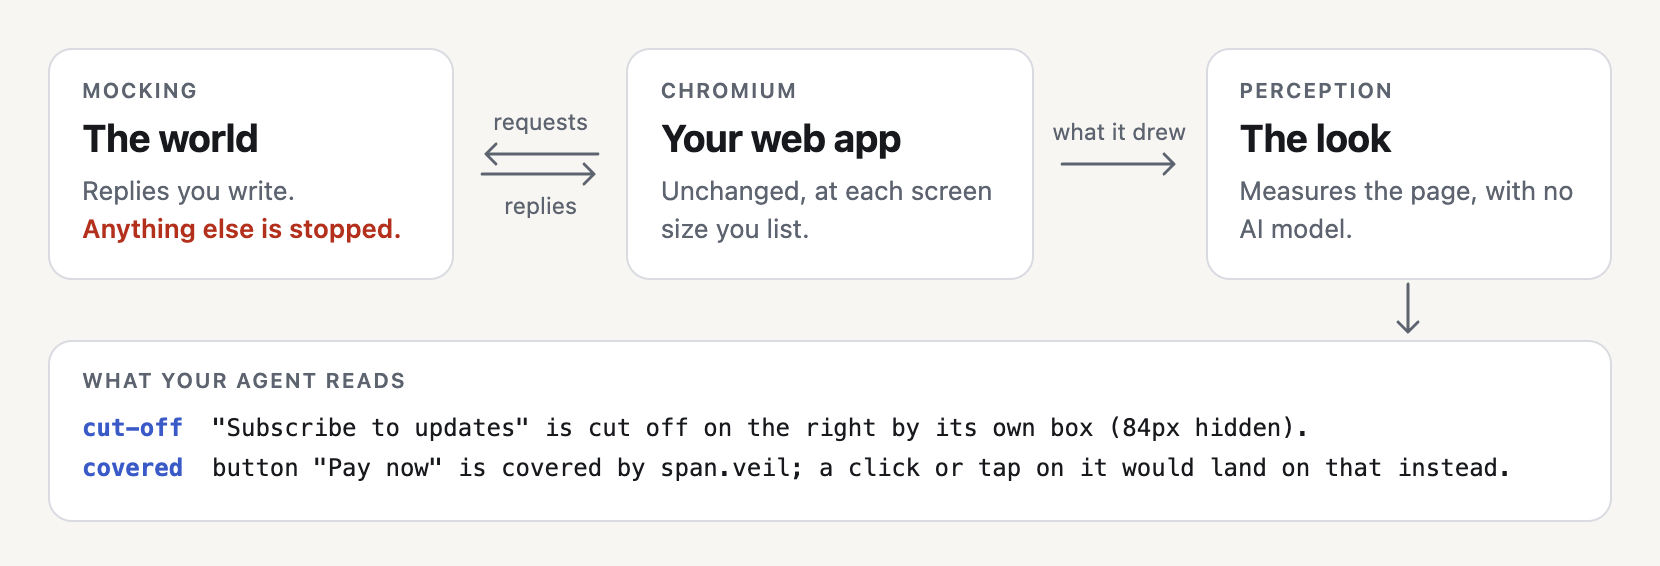 MOCKING
The world
Replies you write.
Anything else is stopped.
requests
replies
CHROMIUM
Your web app
Unchanged, at each screen
size you list.
what it drew
PERCEPTION
The look
Measures the page, with no
AI model.
WHAT YOUR AGENT READS
cut-off "Subscribe to updates" is cut off on the right by its own box (84px hidden).
covered button "Pay now" is covered by span.veil; a click or tap on it would land on that instead.